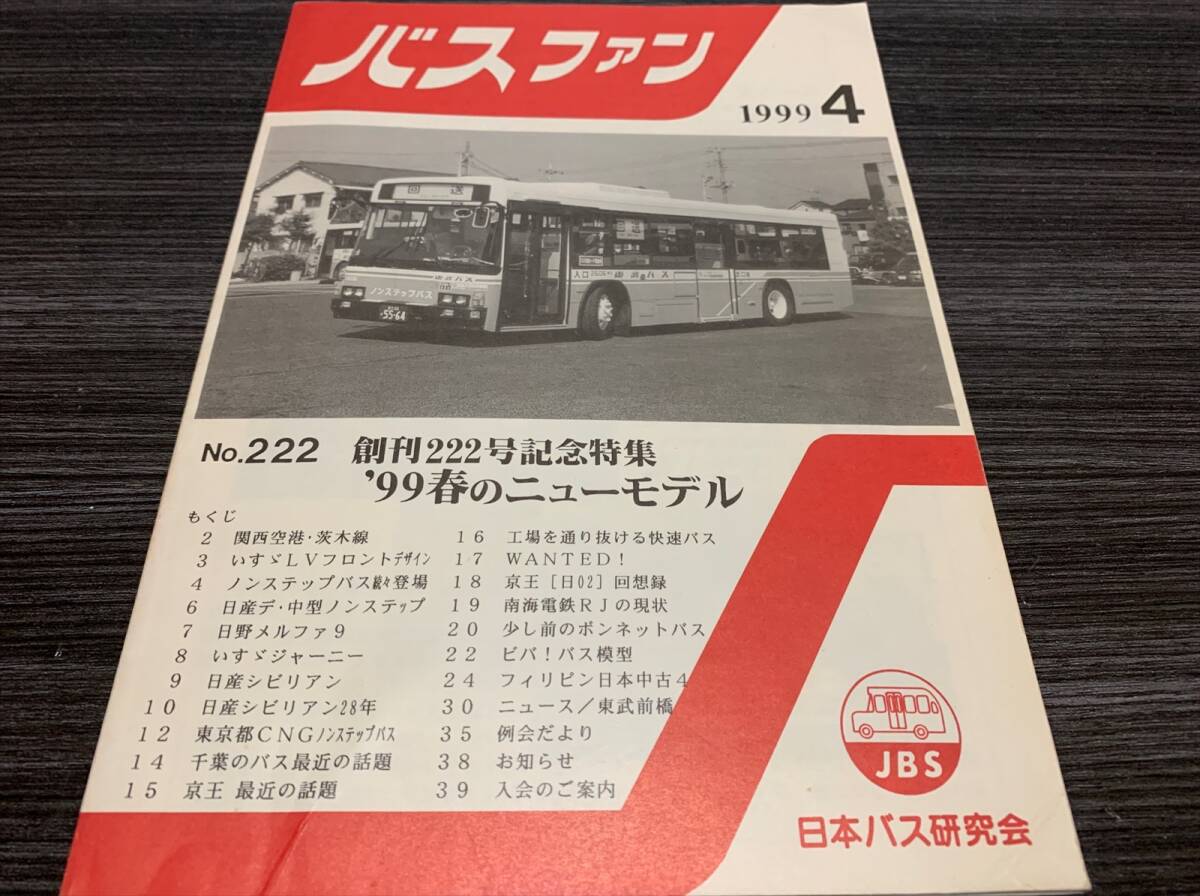 バスファン
1999 4
回送
回送
入口
ノンステップバス
55-64
No.222 創刊222号記念特集
'99春のニューモデル
もくじ
2 関西空港・茨木線
3 いすゞLVフロントデザイン
4 ノンステップバス続々登場
6 日産デ・中型ノンステップ
7 日野メルファ9
8 いすゞジャーニー
9 日産シビリアン
10 日産シビリアン28年
12 東京都CNGノンステップバス
14 千葉のバス最近の話題
15 京王 最近の話題
16 工場を通り抜ける快速バス
17 WANTED!
18 京王[日02]回想録
19 南海電鉄RJの現状
20 少し前のボンネットバス
22 ビバ!バス模型
24 フィリピン日本中古4
30 ニュース/東武前橋
35 例会だより
38 お知らせ
39 入会のご案内
JBS
日本バス研究会